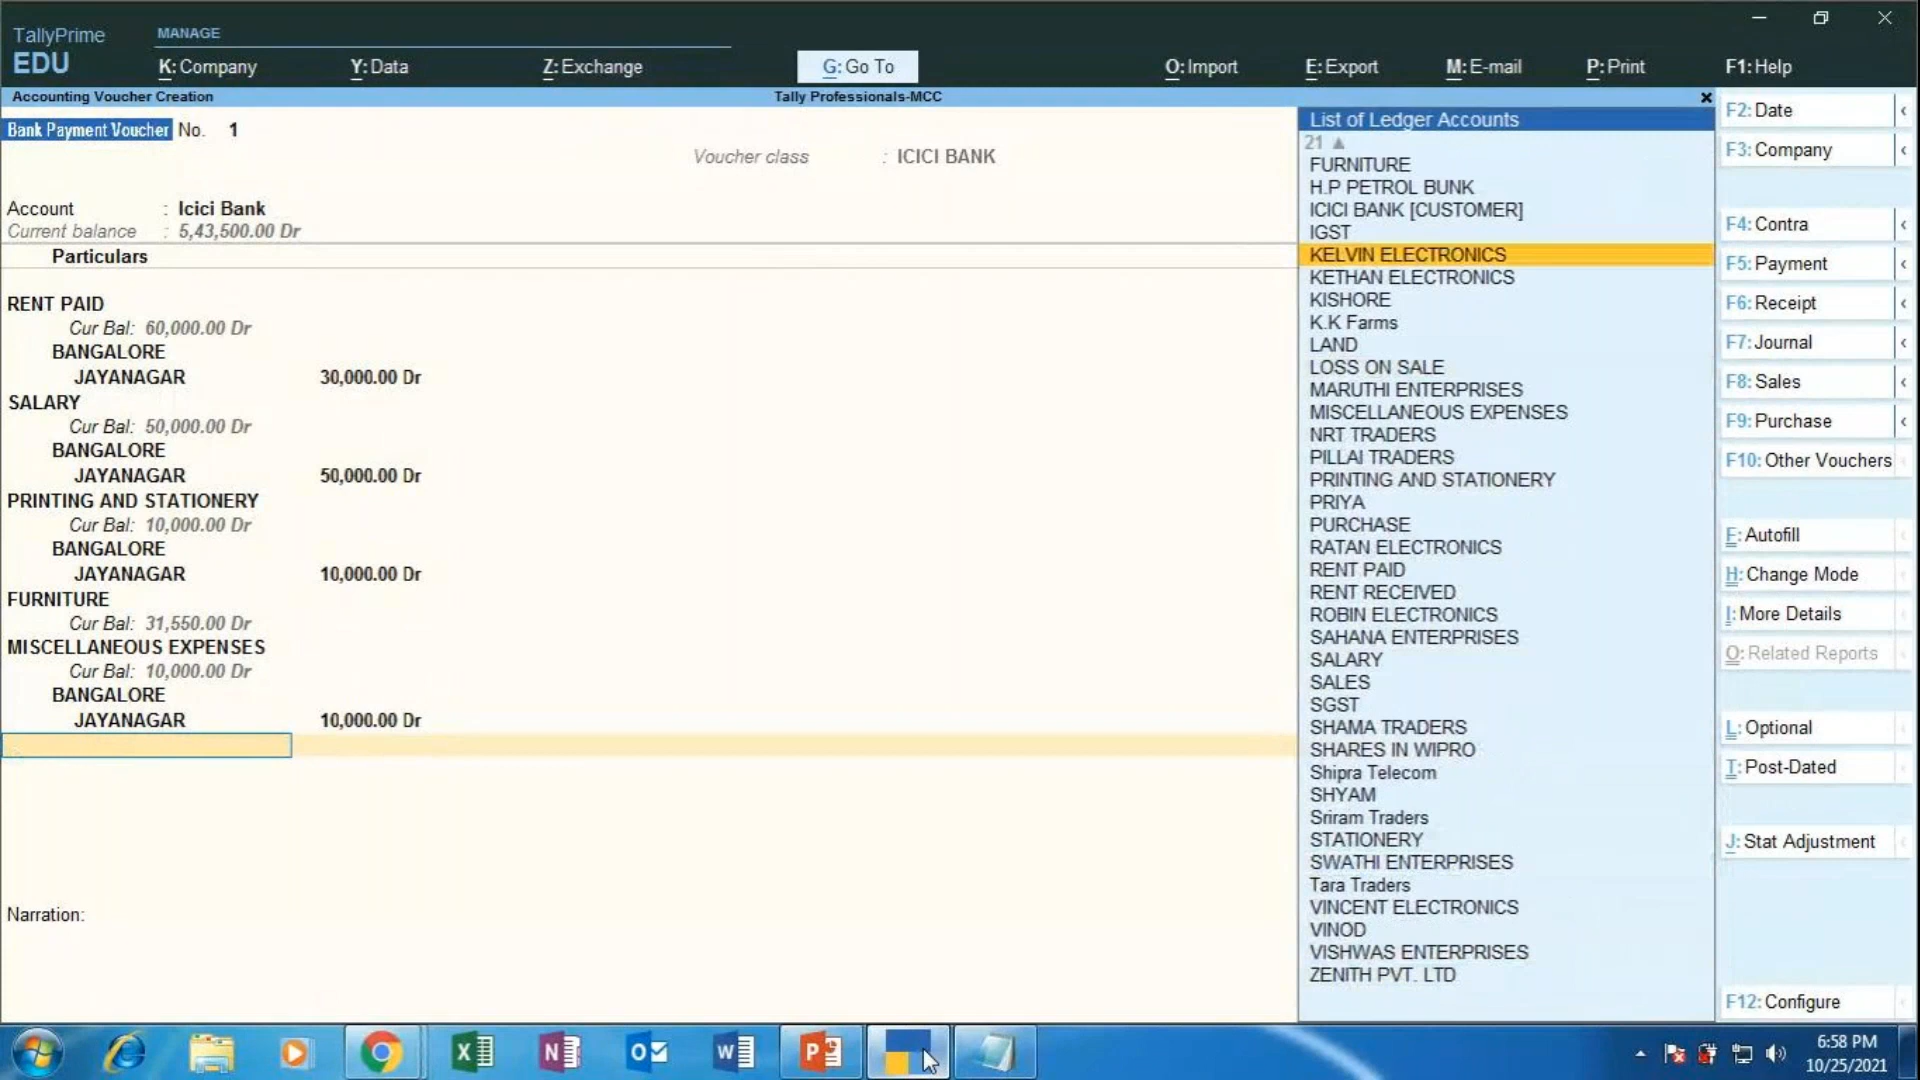 TallyPrime
EDU
MANAGE
K: Company
Y: Data
Z: Exchange
G: Go To
O: Import
E: Export
M: E-mail
P: Print
F1: Help
Accounting Voucher Creation
Tally Professionals-MCC
Bank Payment Voucher No. 1
Voucher class : ICICI BANK
Account : Icici Bank
Current balance : 5,43,500.00 Dr
Particulars
RENT PAID
Cur Bal: 60,000.00 Dr
BANGALORE
JAYANAGAR 30,000.00 Dr
SALARY
Cur Bal: 50,000.00 Dr
BANGALORE
JAYANAGAR 50,000.00 Dr
PRINTING AND STATIONERY
Cur Bal: 10,000.00 Dr
BANGALORE
JAYANAGAR 10,000.00 Dr
FURNITURE
Cur Bal: 31,550.00 Dr
MISCELLANEOUS EXPENSES
Cur Bal: 10,000.00 Dr
BANGALORE
JAYANAGAR 10,000.00 Dr
Narration:
List of Ledger Accounts
21 ▲
FURNITURE
H.P PETROL BUNK
ICICI BANK [CUSTOMER]
IGST
KELVIN ELECTRONICS
KETHAN ELECTRONICS
KISHORE
K.K Farms
LAND
LOSS ON SALE
MARUTHI ENTERPRISES
MISCELLANEOUS EXPENSES
NRT TRADERS
PILLAI TRADERS
PRINTING AND STATIONERY
PRIYA
PURCHASE
RATAN ELECTRONICS
RENT PAID
RENT RECEIVED
ROBIN ELECTRONICS
SAHANA ENTERPRISES
SALARY
SALES
SGST
SHAMA TRADERS
SHARES IN WIPRO
Shipra Telecom
SHYAM
Sriram Traders
STATIONERY
SWATHI ENTERPRISES
Tara Traders
VINCENT ELECTRONICS
VINOD
VISHWAS ENTERPRISES
ZENITH PVT. LTD
F2: Date
F3: Company
F4: Contra
F5: Payment
F6: Receipt
F7: Journal
F8: Sales
F9: Purchase
F10: Other Vouchers
F: Autofill
H: Change Mode
I: More Details
O: Related Reports
L: Optional
T: Post-Dated
J: Stat Adjustment
F12: Configure
6:58 PM
10/25/2021